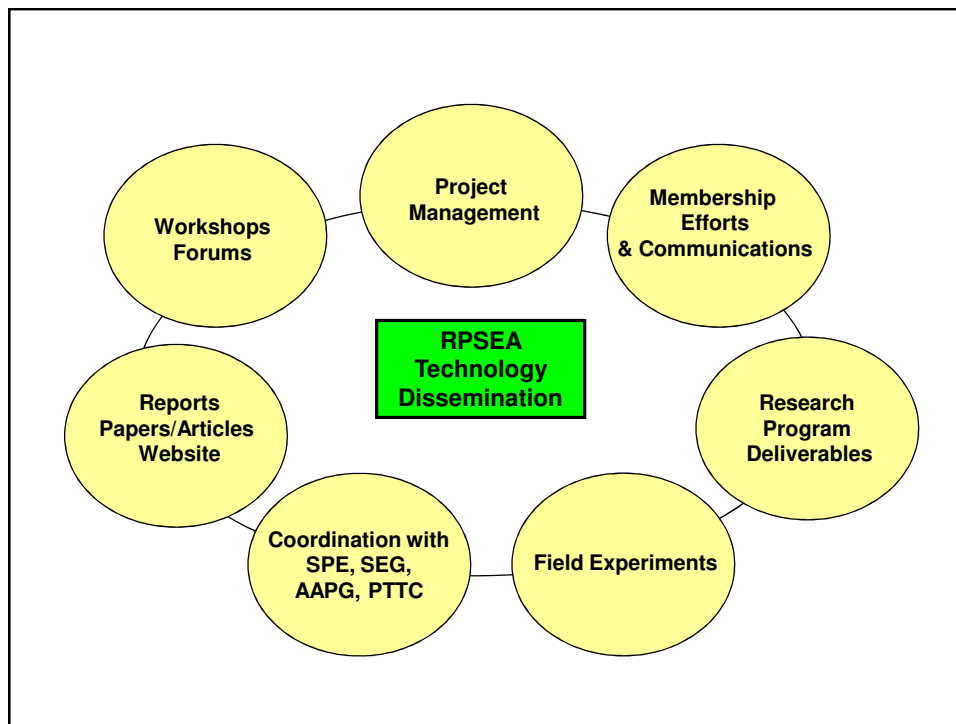 Project
Management
Membership
Efforts
& Communications
Workshops
Forums
RPSEA
Technology
Dissemination
Research
Program
Deliverables
Reports
Papers/Articles
Website
Coordination with
SPE, SEG,
AAPG, PTTC
Field Experiments